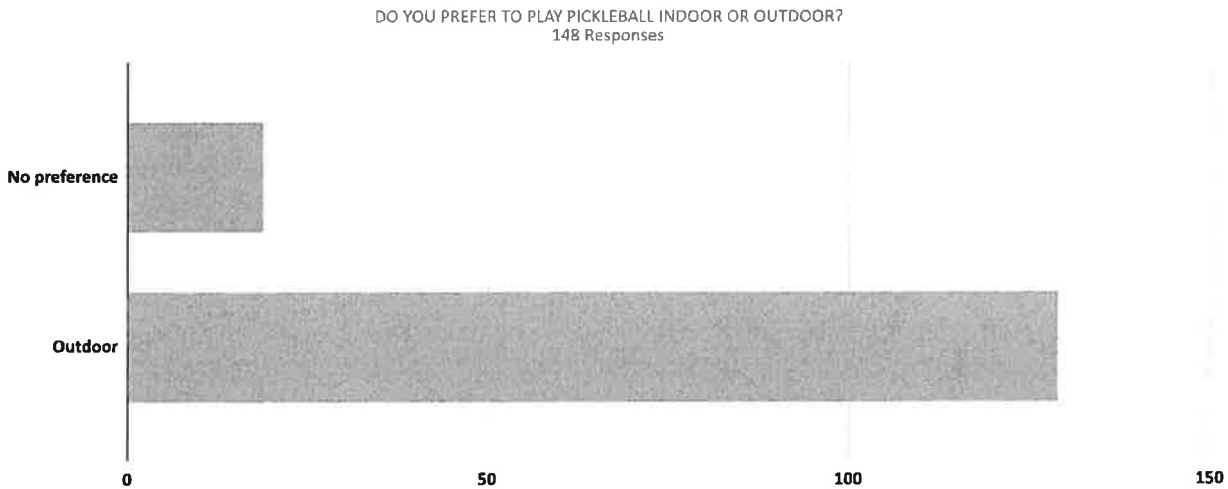 DO YOU PREFER TO PLAY PICKLEBALL INDOOR OR OUTDOOR?
148 Responses
No preference
Outdoor
0 50 100 150